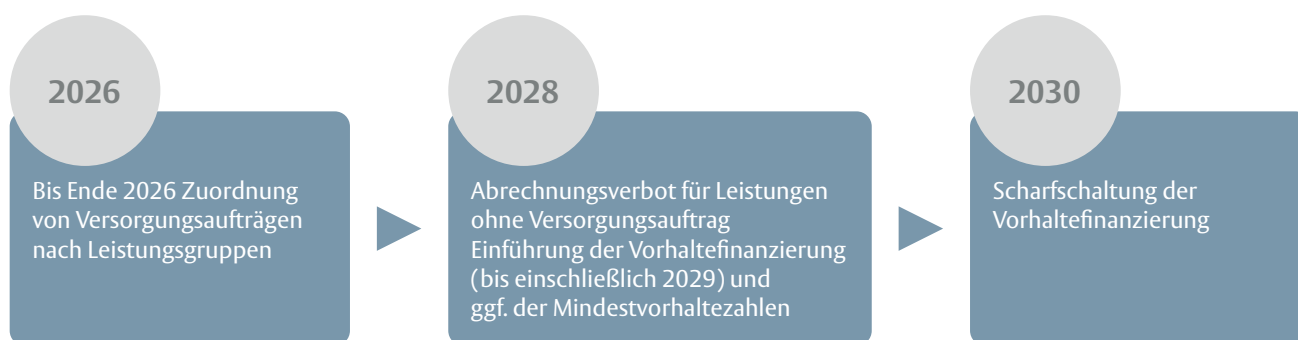 2026
Bis Ende 2026 Zuordnung
von Versorgungsaufträgen
nach Leistungsgruppen
2028
Abrechnungsverbot für Leistungen
ohne Versorgungsauftrag
Einführung der Vorhaltefinanzierung
(bis einschließlich 2029) und
ggf. der Mindestvorhaltezahlen
2030
Scharfschaltung der
Vorhaltefinanzierung